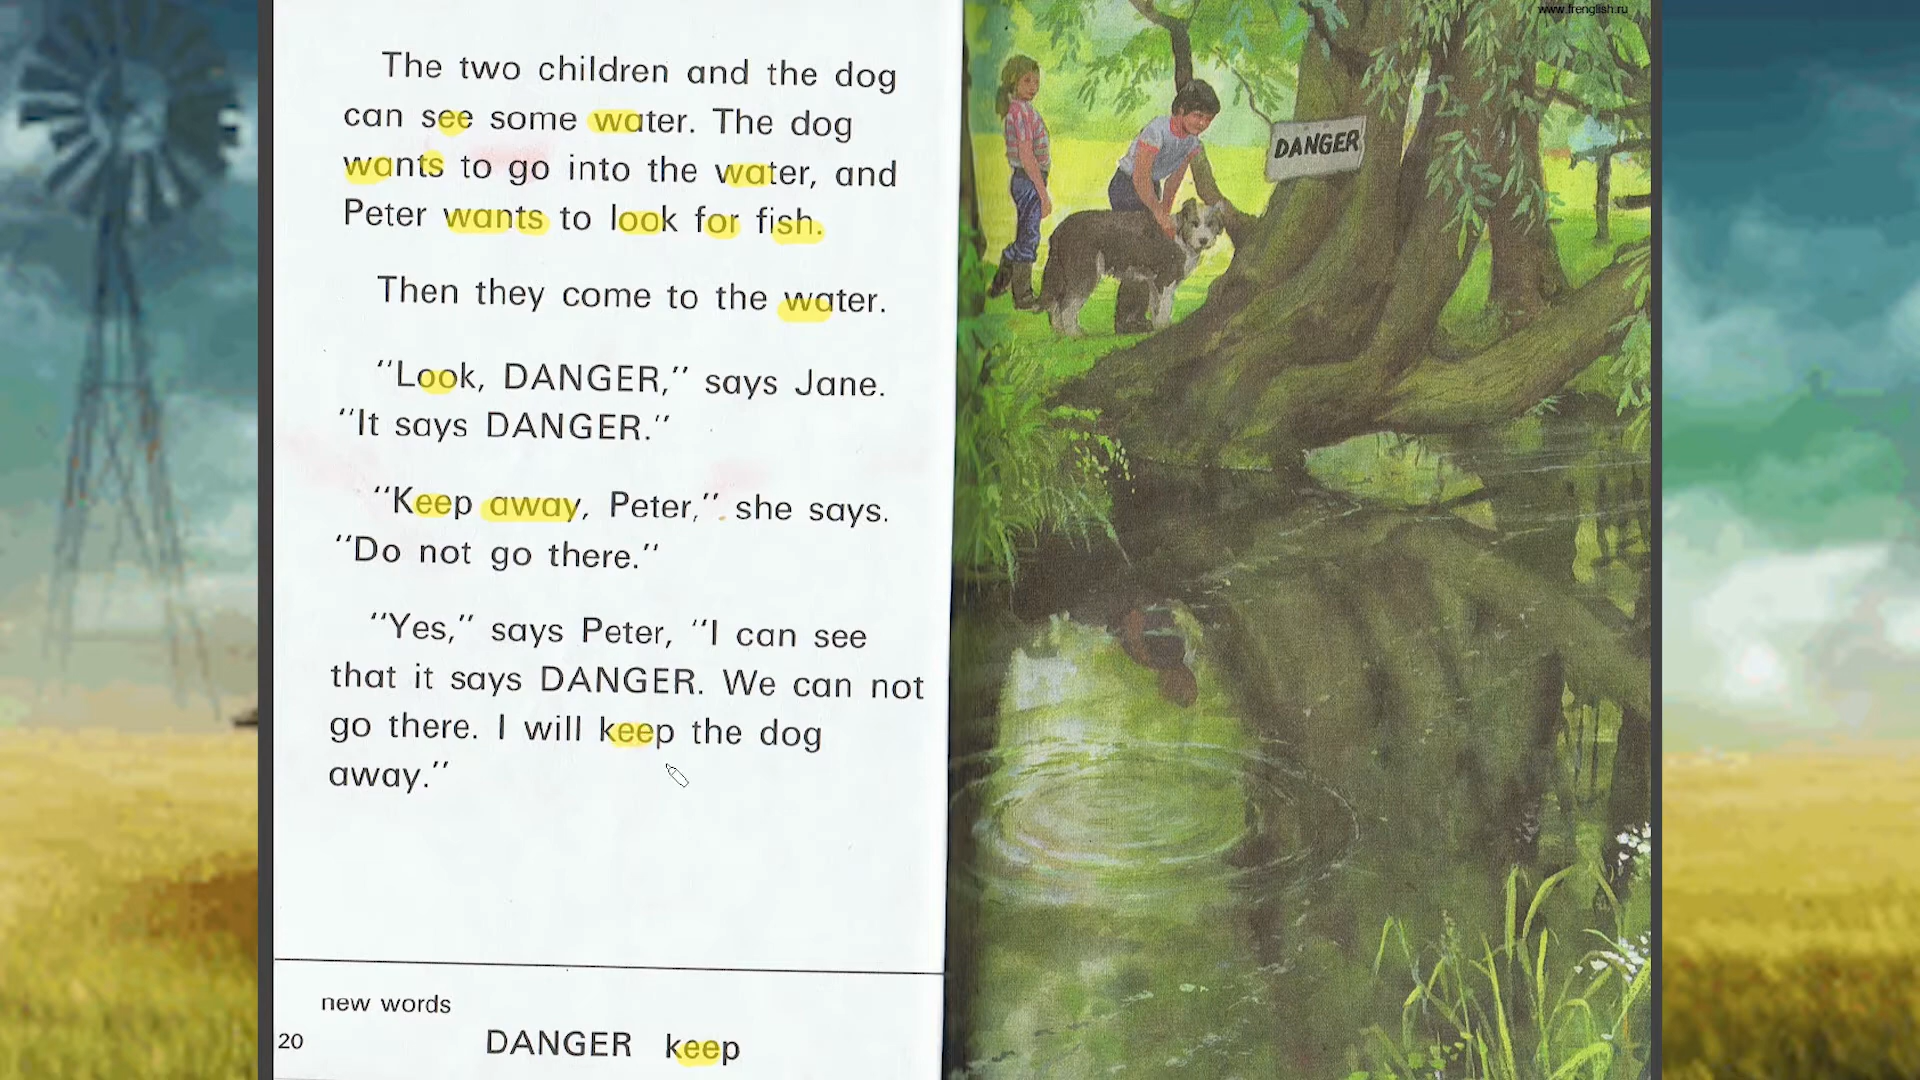 The two children and the dog
can see some water. The dog
wants to go into the water, and
Peter wants to look for fish.
Then they come to the water.
"Look, DANGER," says Jane.
"It says DANGER."
"Keep away, Peter," she says.
"Do not go there."
"Yes," says Peter, "I can see
that it says DANGER. We can not
go there. I will keep the dog
away."
new words
20
DANGER keep
www.frenglish.ru
DANGER